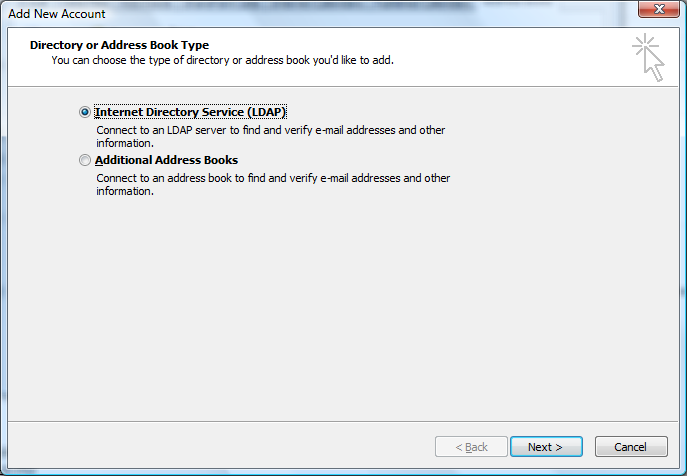 Add New Account
Directory or Address Book Type
You can choose the type of directory or address book you'd like to add.
Internet Directory Service (LDAP)
Connect to an LDAP server to find and verify e-mail addresses and other
information.
Additional Address Books
Connect to an address book to find and verify e-mail addresses and other
information.
< Back
Next >
Cancel